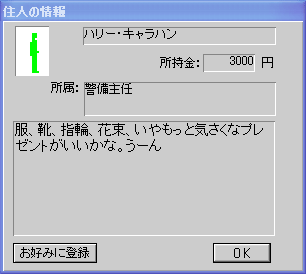 住人の情報
ハリー・キャラハン
所持金: 3000 円
所属: 警備主任
服、靴、指輪、花束、いやもっと気さくなプレ
ゼントがいいかな。うーん
お好みに登録 OK